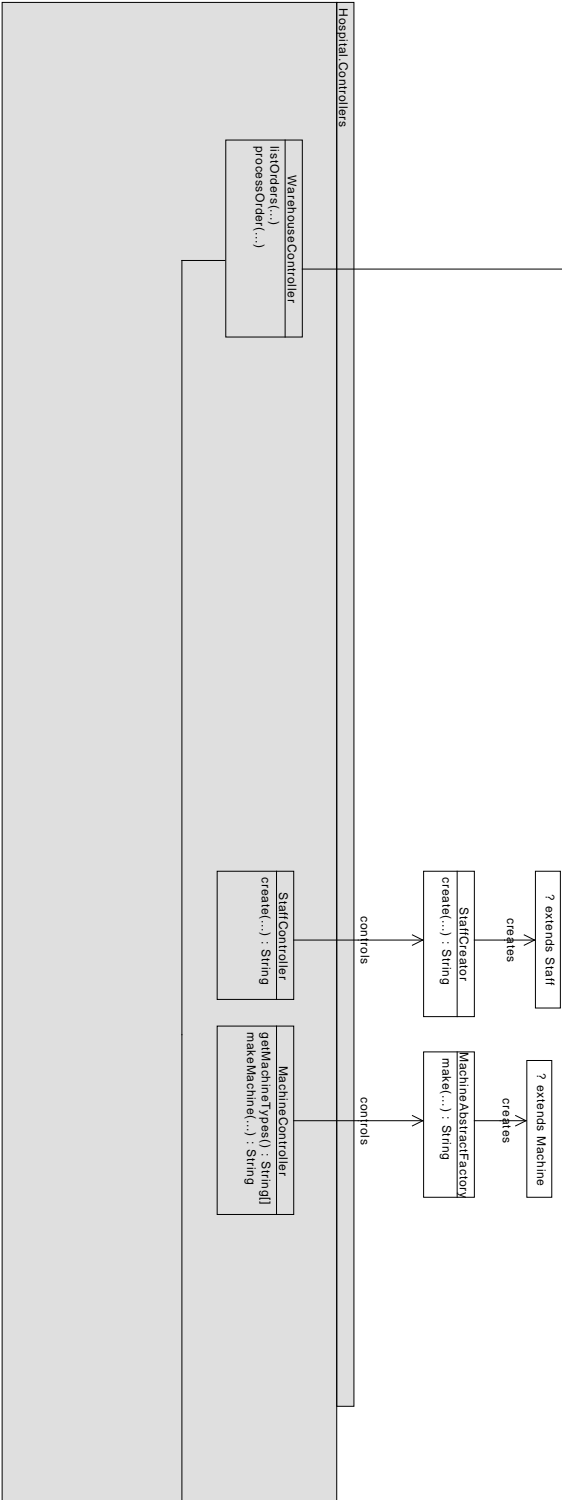 Hospital.Controllers
WarehouseController
listOrders(...)
processOrder(...)
? extends Staff
creates
StaffCreator
create(...) : String
controls
StaffController
create(...) : String
? extends Machine
creates
MachineAbstractFactory
make(...) : String
controls
MachineController
getMachineTypes() : String[]
makeMachine(...) : String